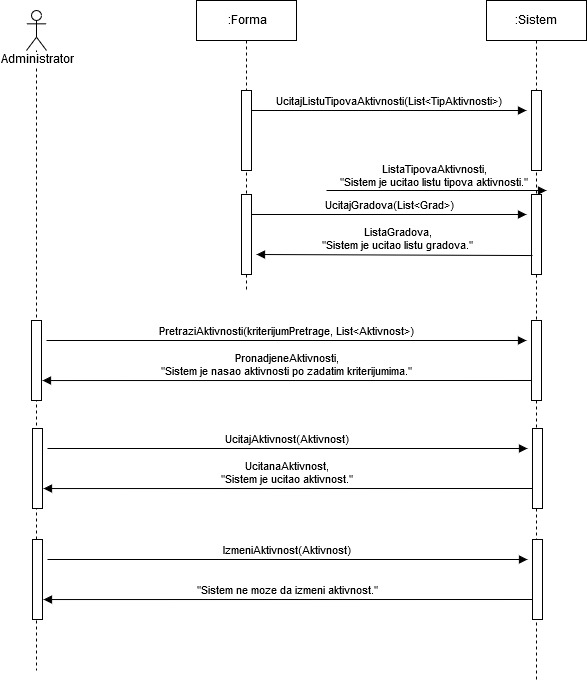 :Forma
:Sistem
Administrator
UcitajListuTipovaAktivnosti(List<TipAktivnosti>)
ListaTipovaAktivnosti,
"Sistem je ucitao listu tipova aktivnosti."
UcitajGradova(List<Grad>)
ListaGradova,
"Sistem je ucitao listu gradova."
PretraziAktivnosti(kriterijumPretrage, List<Aktivnost>)
PronadjeneAktivnosti,
"Sistem je nasao aktivnosti po zadatim kriterijumima."
UcitajAktivnost(Aktivnost)
UcitanaAktivnost,
"Sistem je ucitao aktivnost."
IzmeniAktivnost(Aktivnost)
"Sistem ne moze da izmeni aktivnost."